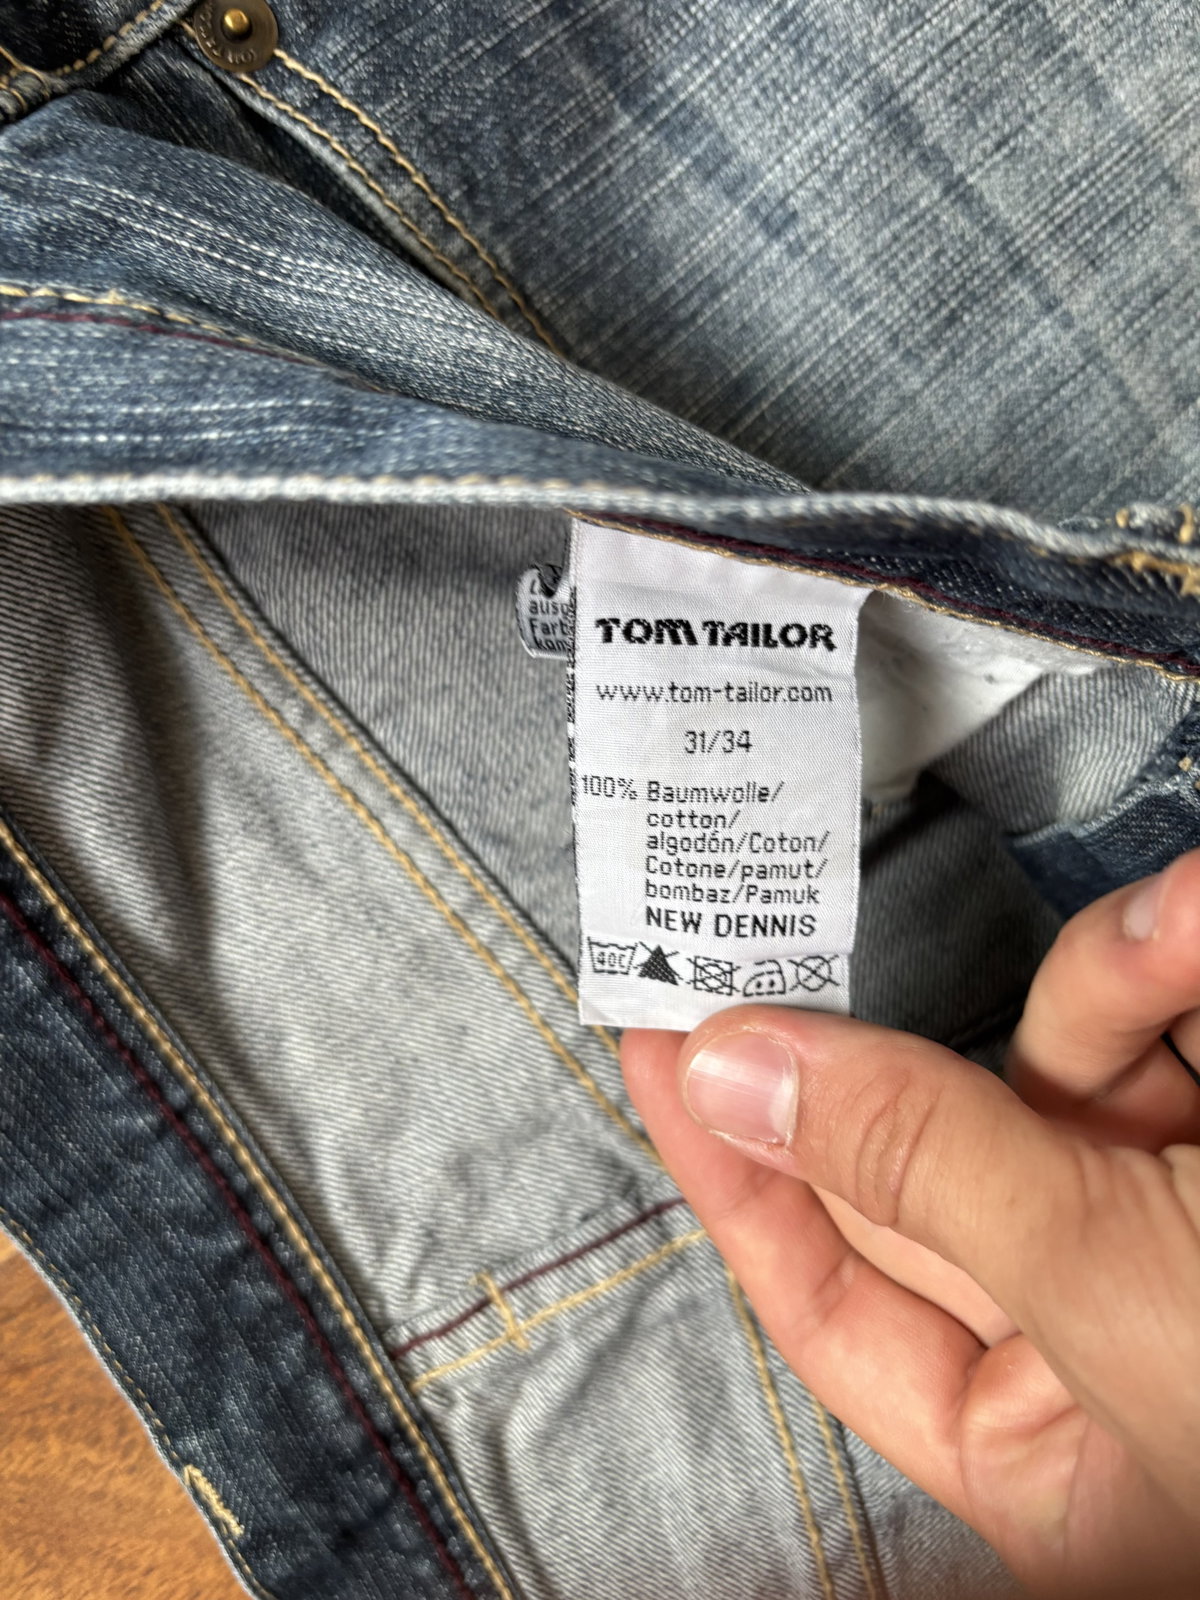 TOM TAILOR
www.tom-tailor.com
31/34
100% Baumwolle/
cotton/
algodón/Coton/
Cotone/pamut/
bombaz/Pamuk
NEW DENNIS
40C